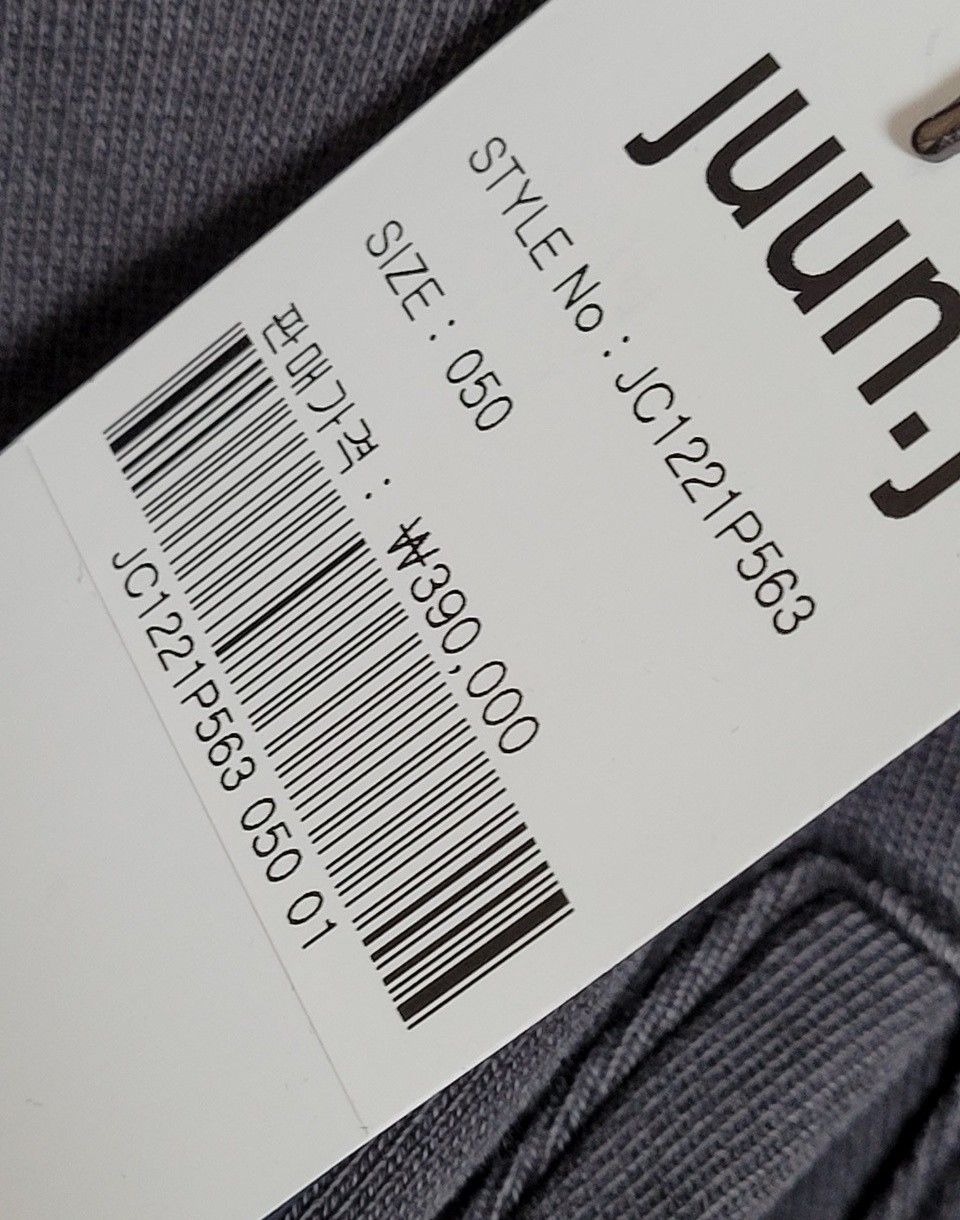 juun.j
STYLE No : JC1221P563
SIZE : 050
판매가격 : ₩390,000
JC1221P563 050 01